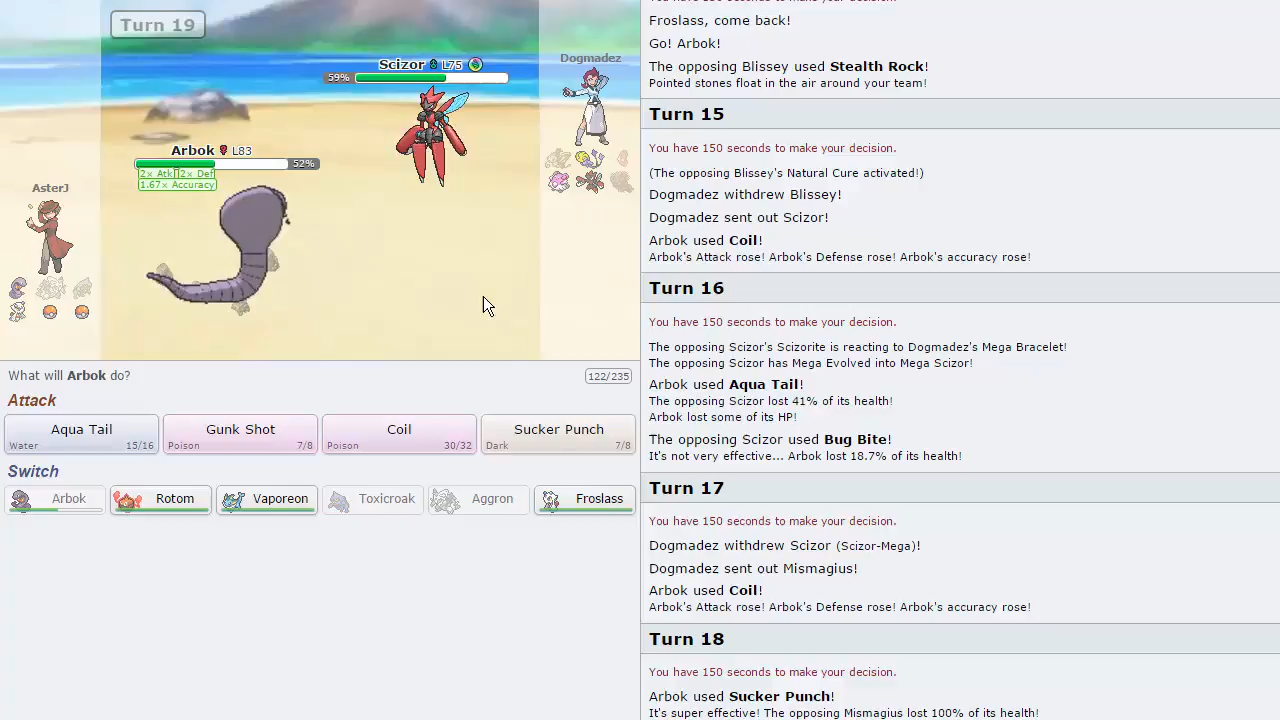 Turn 19
Scizor L75
59%
Dogmadez
Arbok L83
52%
2× Atk 2× Def
1.67× Accuracy
AsterJ
What will Arbok do?
122/235
Attack
Aqua Tail
Water 15/16
Gunk Shot
Poison 7/8
Coil
Poison 30/32
Sucker Punch
Dark 7/8
Switch
Arbok
Rotom
Vaporeon
Toxicroak
Aggron
Froslass
Froslass, come back!
Go! Arbok!
The opposing Blissey used Stealth Rock!
Pointed stones float in the air around your team!
Turn 15
You have 150 seconds to make your decision.
(The opposing Blissey's Natural Cure activated!)
Dogmadez withdrew Blissey!
Dogmadez sent out Scizor!
Arbok used Coil!
Arbok's Attack rose! Arbok's Defense rose! Arbok's accuracy rose!
Turn 16
You have 150 seconds to make your decision.
The opposing Scizor's Scizorite is reacting to Dogmadez's Mega Bracelet!
The opposing Scizor has Mega Evolved into Mega Scizor!
Arbok used Aqua Tail!
The opposing Scizor lost 41% of its health!
Arbok lost some of its HP!
The opposing Scizor used Bug Bite!
It's not very effective... Arbok lost 18.7% of its health!
Turn 17
You have 150 seconds to make your decision.
Dogmadez withdrew Scizor (Scizor-Mega)!
Dogmadez sent out Mismagius!
Arbok used Coil!
Arbok's Attack rose! Arbok's Defense rose! Arbok's accuracy rose!
Turn 18
You have 150 seconds to make your decision.
Arbok used Sucker Punch!
It's super effective! The opposing Mismagius lost 100% of its health!